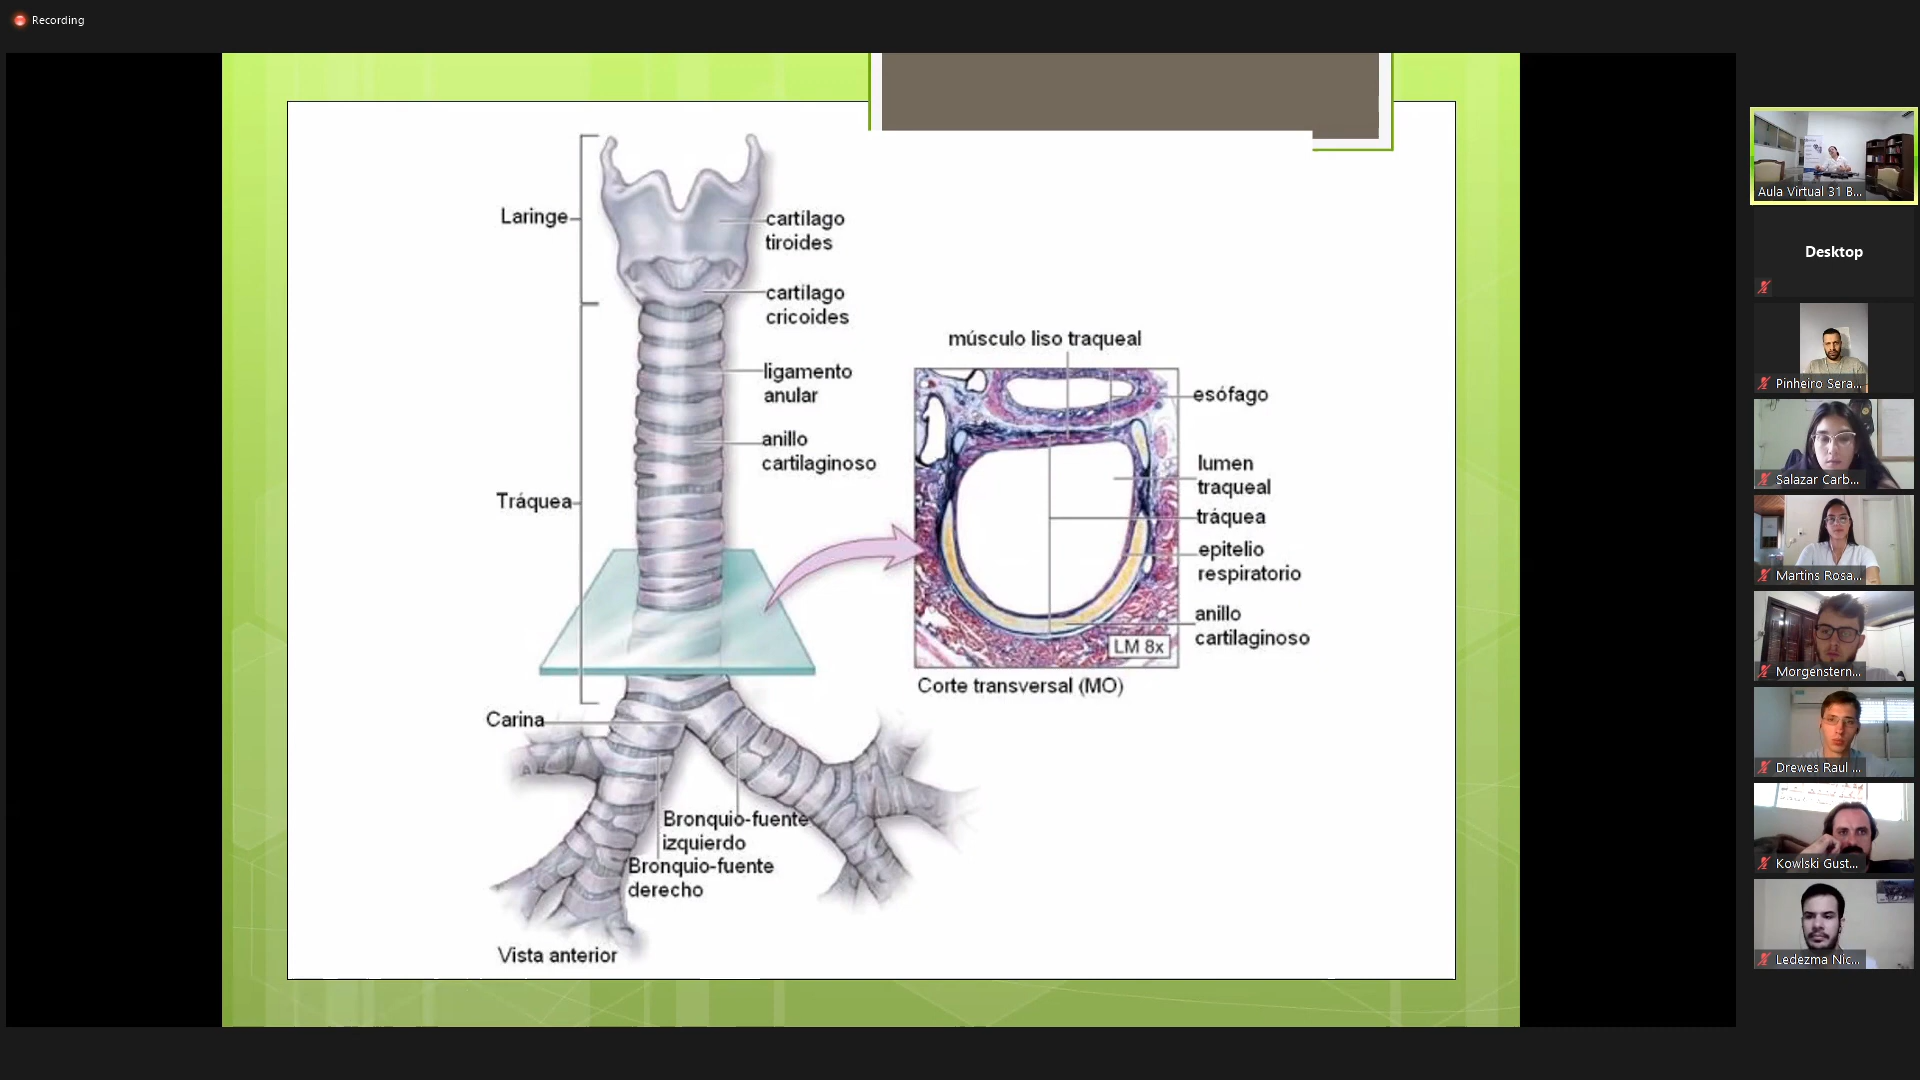 Recording
Laringe
cartílago
tiroides
cartílago
cricoides
ligamento
anular
anillo
cartilaginoso
Tráquea
Carina
Bronquio-fuente
izquierdo
Bronquio-fuente
derecho
Vista anterior
músculo liso traqueal
esófago
lumen
traqueal
tráquea
epitelio
respiratorio
anillo
cartilaginoso
LM 8x
Corte transversal (MO)
Aula Virtual 31 B...
Desktop
Pinheiro Sera...
Salazar Carb...
Martins Rosa...
Morgenstern...
Drewes Raul ...
Kowlski Gust...
Ledezma Nic...